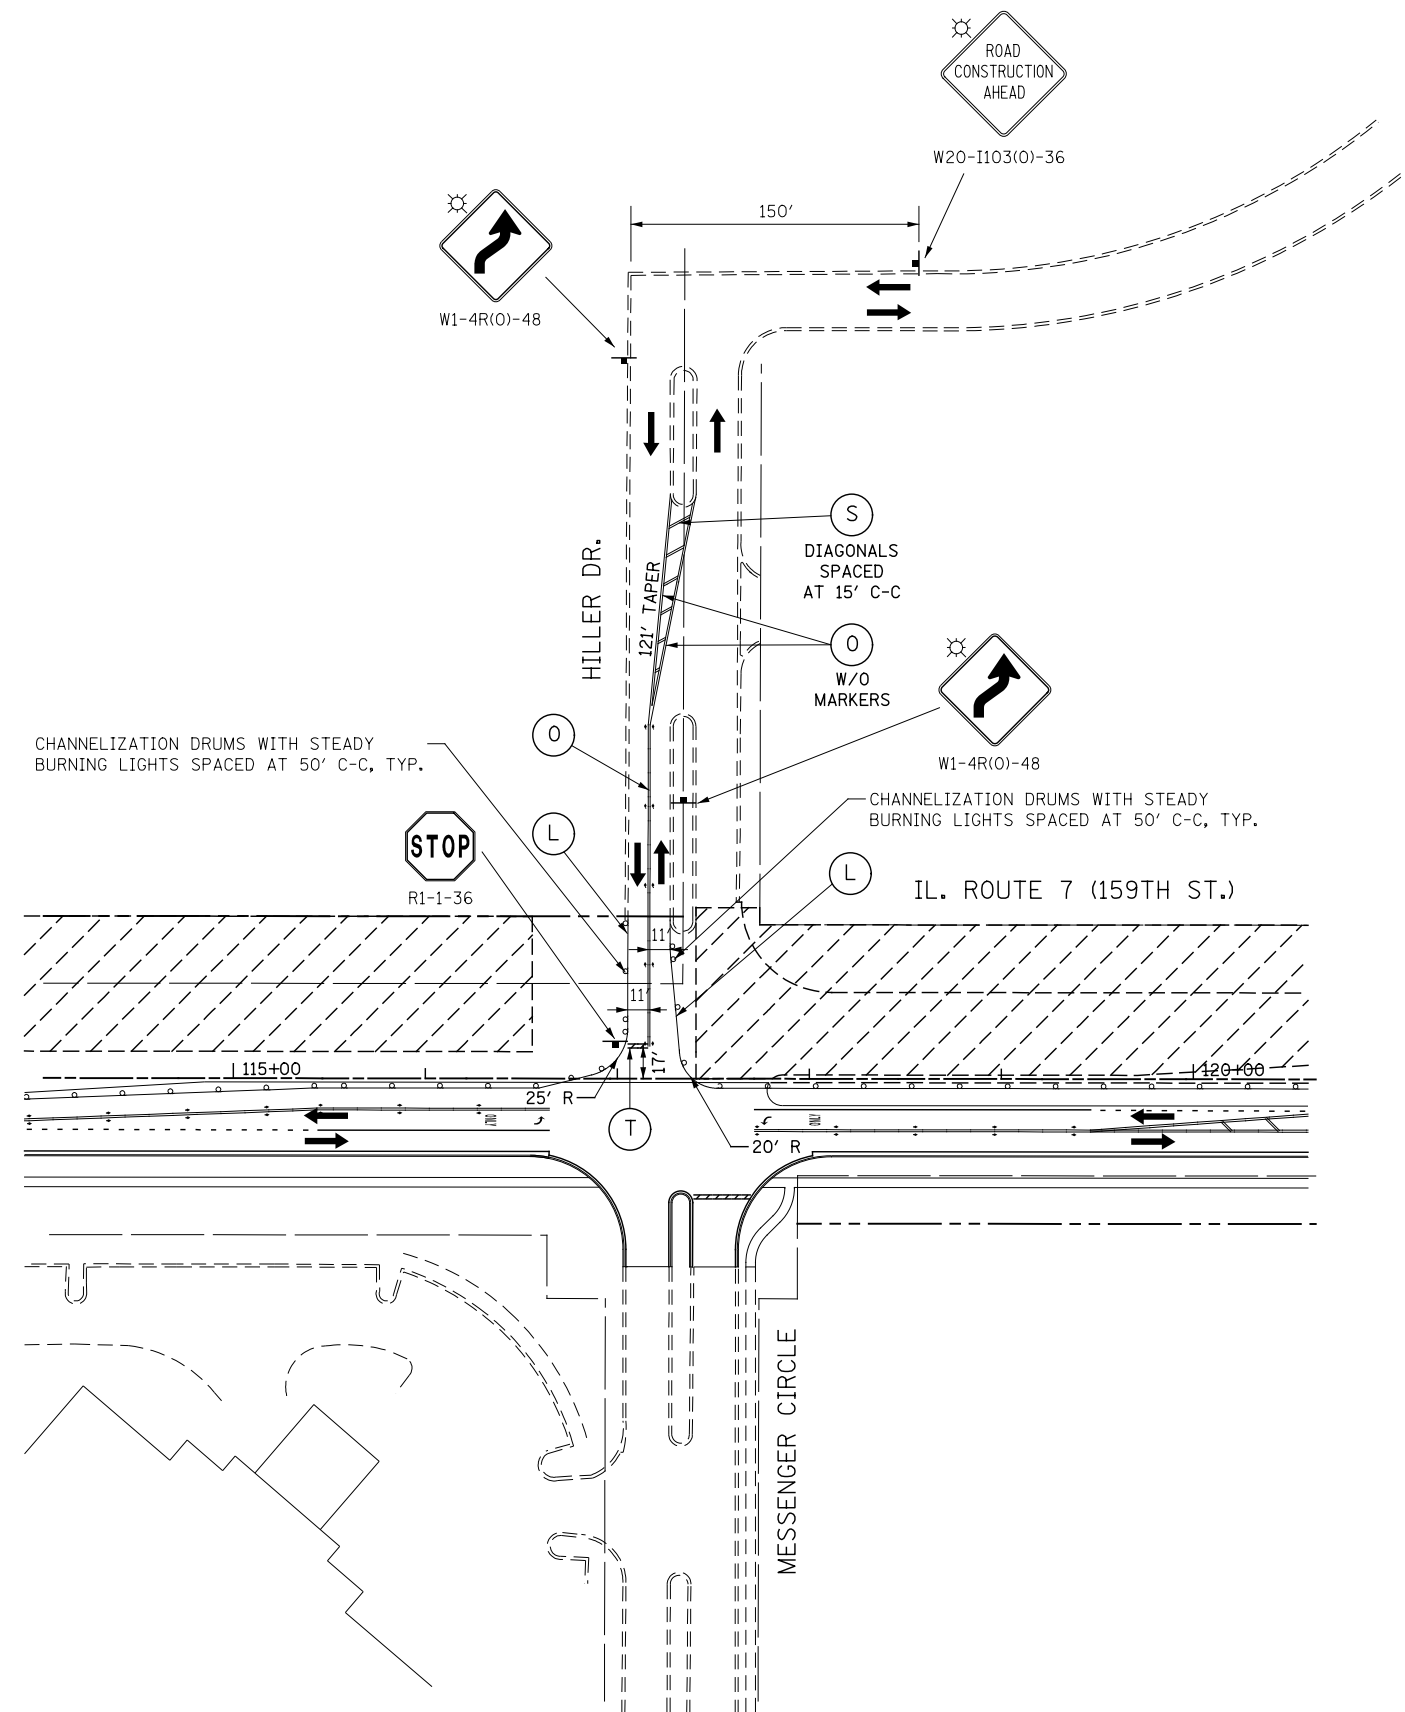 ROAD
CONSTRUCTION
AHEAD
W20-I103(O)-36
150'
W1-4R(O)-48
S
DIAGONALS
SPACED
AT 15' C-C
HILLER DR.
121' TAPER
O
W/O
MARKERS
O
W1-4R(O)-48
CHANNELIZATION DRUMS WITH STEADY
BURNING LIGHTS SPACED AT 50' C-C, TYP.
CHANNELIZATION DRUMS WITH STEADY
BURNING LIGHTS SPACED AT 50' C-C, TYP.
STOP
R1-1-36
L
L
IL. ROUTE 7 (159TH ST.)
11'
11'
17'
115+00
120+00
25' R
T
20' R
ONLY
ONLY
MESSENGER CIRCLE